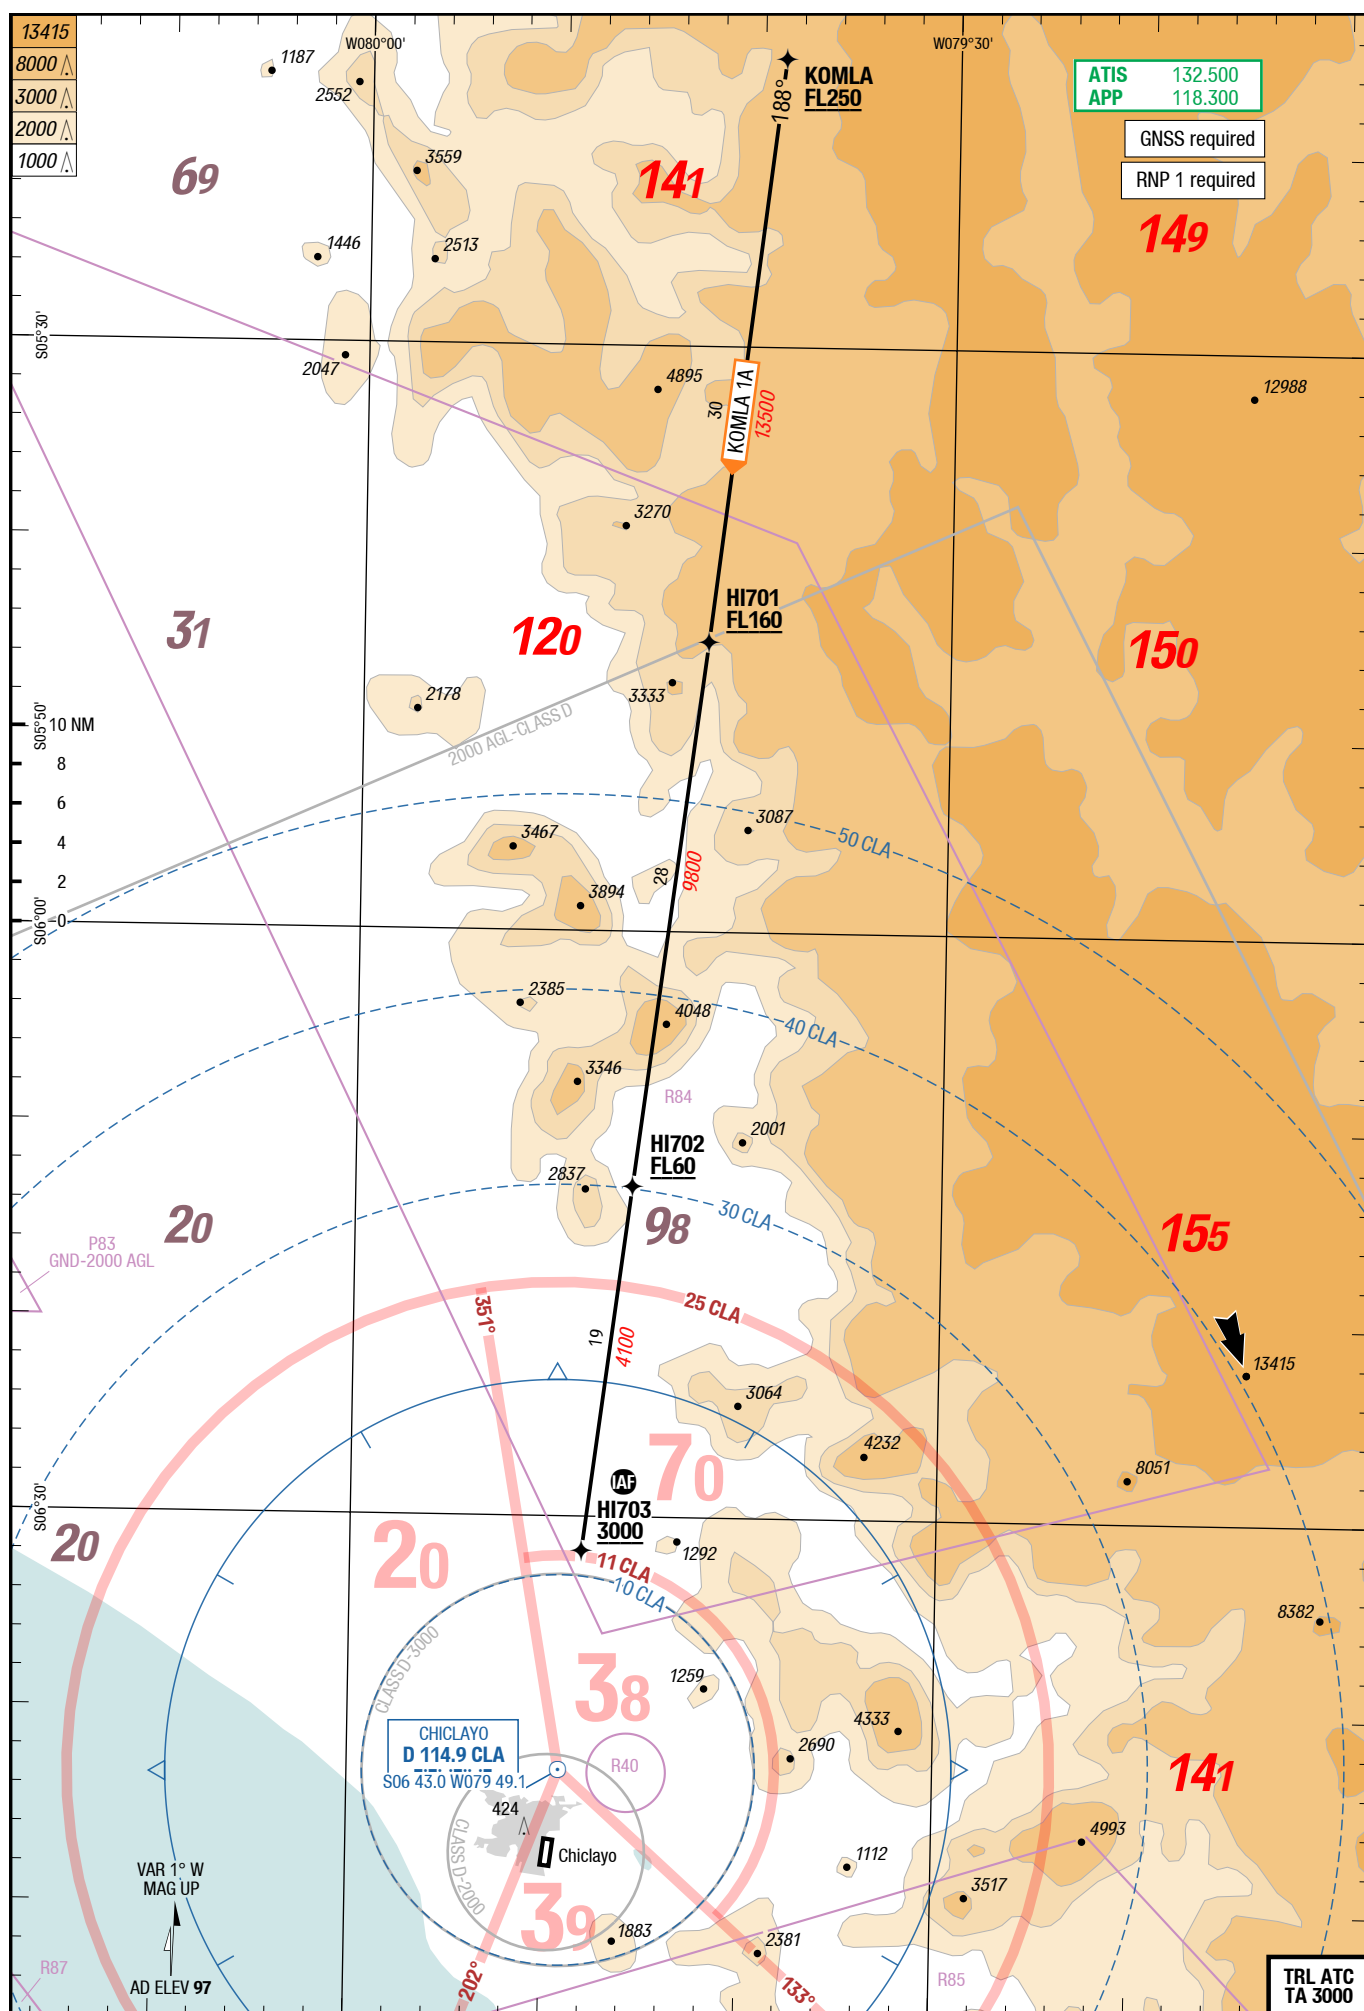 13415
8000
3000
2000
1000
1187
2552
W080°00'
W079°30'
KOMLA
FL250
188°
ATIS 132.500
APP 118.300
GNSS required
RNP 1 required
3559
69
141
149
1446
2513
S05°30'
2047
4895
30
KOMLA 1A
13500
12988
3270
HI701
FL160
31
120
150
2178
3333
2000 AGL-CLASS D
S05°50'
10 NM
8
6
4
2
0
S06°00'
3467
3087
50 CLA
28
9800
3894
2385
4048
40 CLA
3346
R84
HI702
FL60
2001
2837
30 CLA
20
98
155
P83
GND-2000 AGL
351°
25 CLA
19
4100
13415
3064
4232
8051
70
IAF
HI703
3000
S06°30'
20
20
1292
11 CLA
10 CLA
8382
CLASS D-3000
1259
38
4333
CHICLAYO
D 114.9 CLA
S06 43.0 W079 49.1
R40
2690
141
424
Chiclayo
4993
CLASS D-2000
1112
VAR 1° W
MAG UP
3517
39
1883
2381
R87
AD ELEV 97
202°
133°
R85
TRL ATC
TA 3000